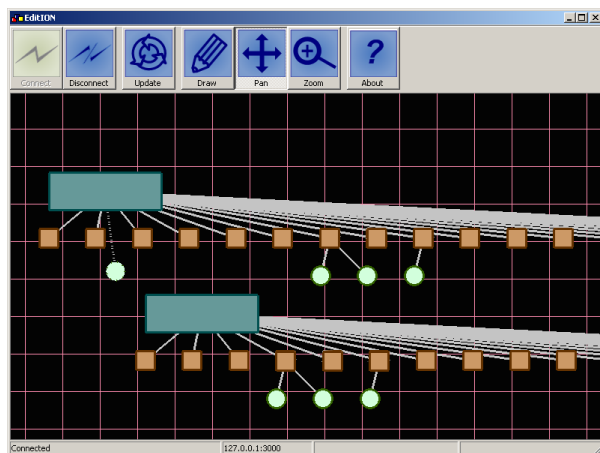 EditION
Connect
Disconnect
Update
Draw
Pan
Zoom
About
?
Connected
127.0.0.1:3000